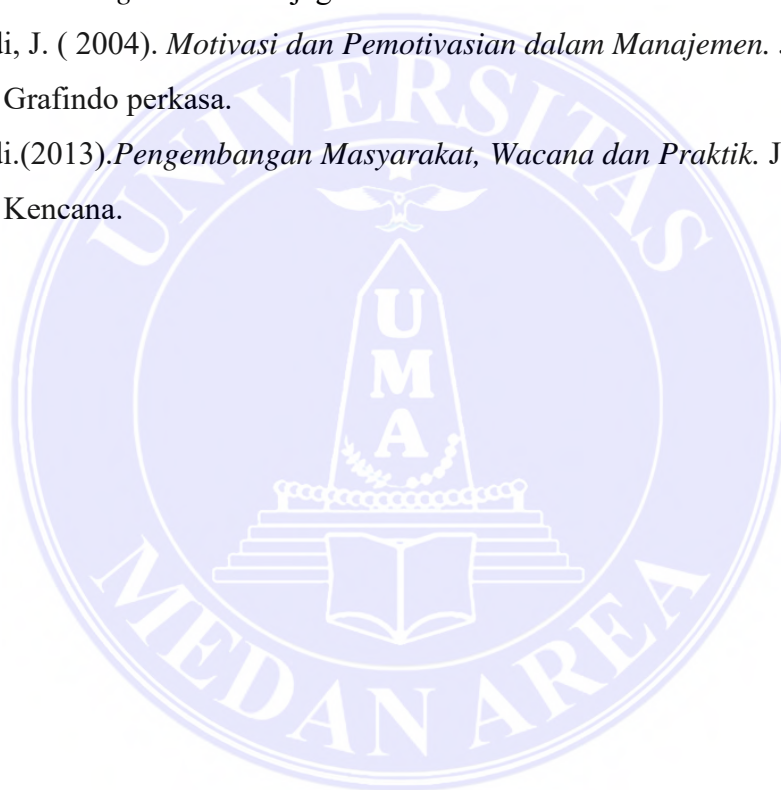 di, J. ( 2004). Motivasi dan Pemotivasian dalam Manajemen.
Grafindo perkasa.
di.(2013).Pengembangan Masyarakat, Wacana dan Praktik. J
Kencana.
UNIVERSITAS
UMA
MEDAN AREA